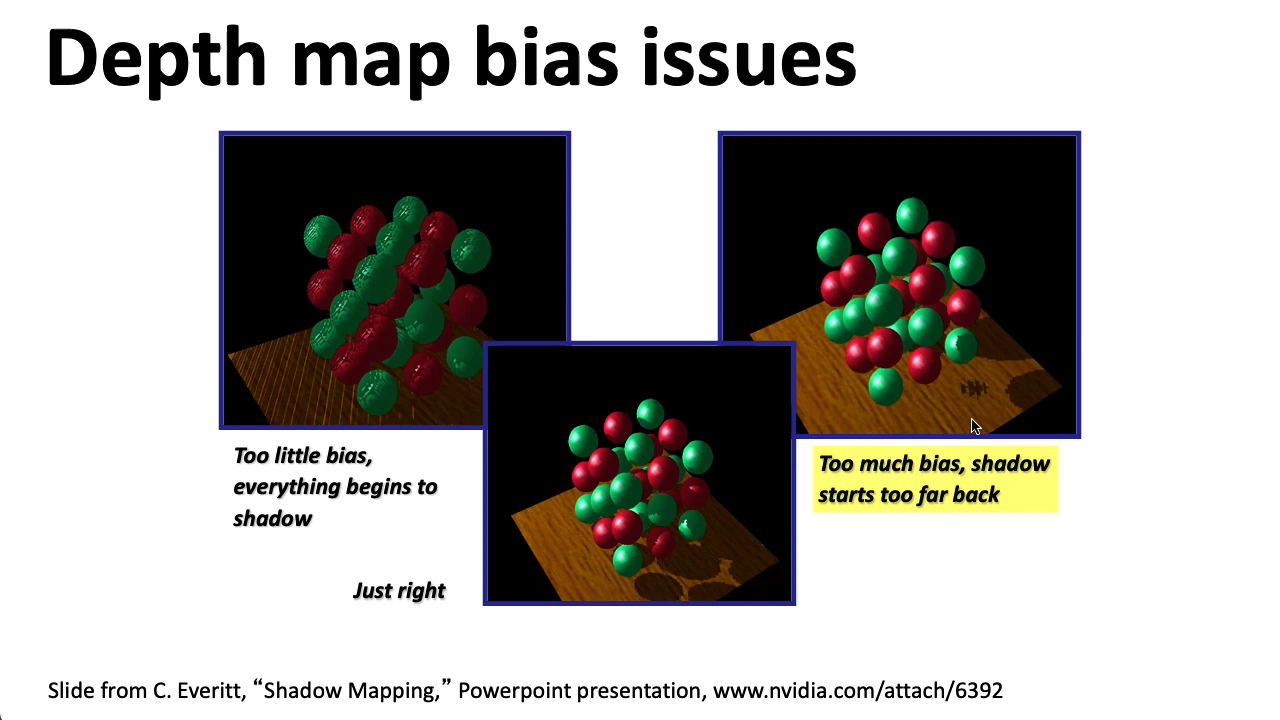 Depth map bias issues
Too little bias,
everything begins to
shadow
Too much bias, shadow
starts too far back
Just right
Slide from C. Everitt, “Shadow Mapping,” Powerpoint presentation, www.nvidia.com/attach/6392